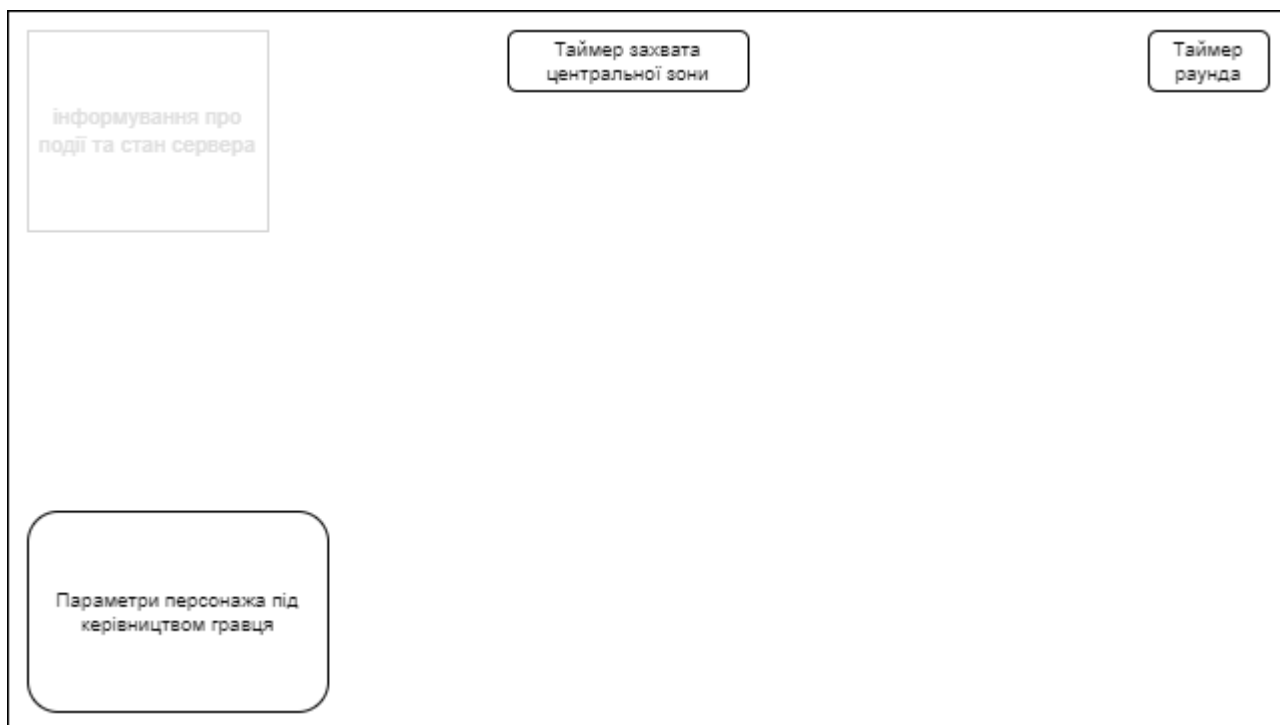 інформування про
події та стан сервера
Таймер захвата
центральної зони
Таймер
раунда
Параметри персонажа під
керівництвом гравця